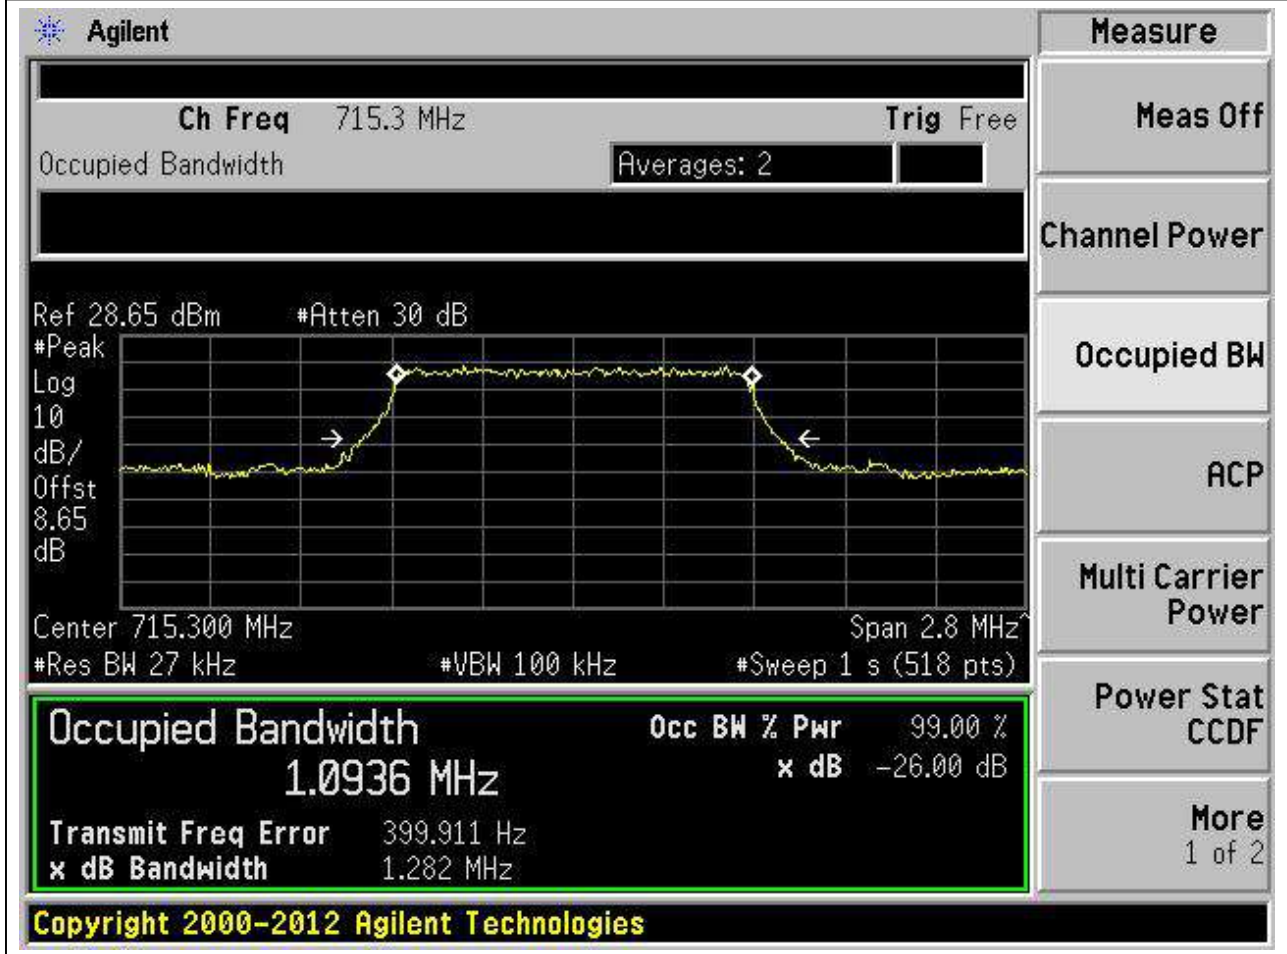 Agilent
Measure
Ch Freq 715.3 MHz Trig Free
Occupied Bandwidth Averages: 2
Meas Off
Channel Power
Occupied BW
ACP
Multi Carrier
Power
Power Stat
CCDF
More
1 of 2
Ref 28.65 dBm #Atten 30 dB
#Peak
Log
10
dB/
Offst
8.65
dB
Center 715.300 MHz Span 2.8 MHz^
#Res BW 27 kHz #VBW 100 kHz #Sweep 1 s (518 pts)
Occupied Bandwidth Occ BW % Pwr 99.00 %
1.0936 MHz x dB -26.00 dB
Transmit Freq Error 399.911 Hz
x dB Bandwidth 1.282 MHz
Copyright 2000-2012 Agilent Technologies